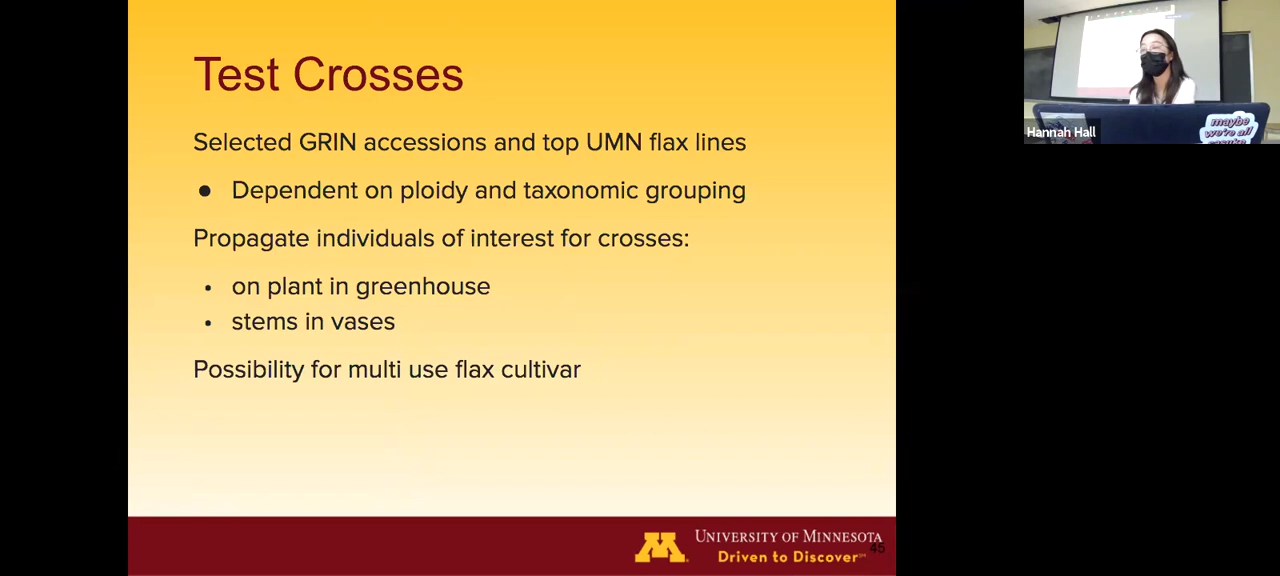 Test Crosses
Selected GRIN accessions and top UMN flax lines
● Dependent on ploidy and taxonomic grouping
Propagate individuals of interest for crosses:
• on plant in greenhouse
• stems in vases
Possibility for multi use flax cultivar
UNIVERSITY OF MINNESOTA
Driven to Discover℠
45
Hannah Hall
maybe
we're all